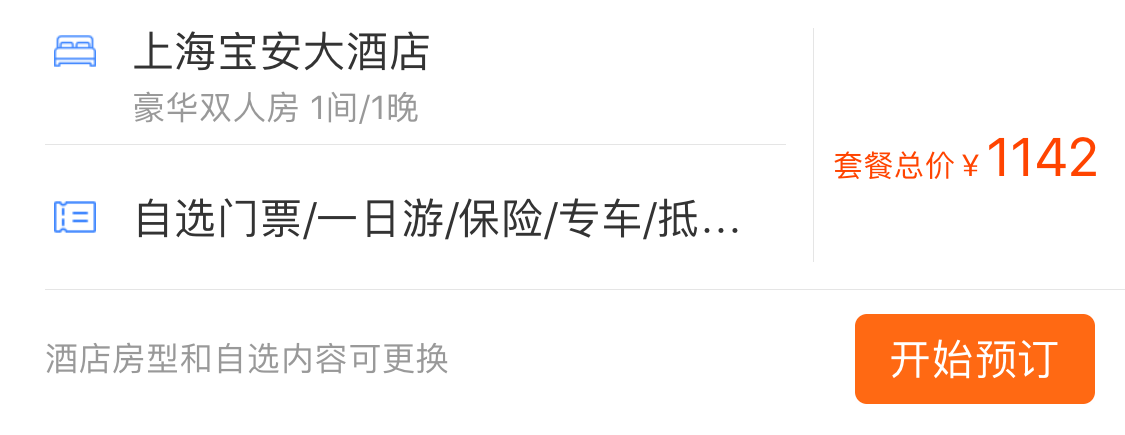 上海宝安大酒店
豪华双人房 1间/1晚
套餐总价 ¥ 1142
自选门票/一日游/保险/专车/抵...
酒店房型和自选内容可更换
开始预订